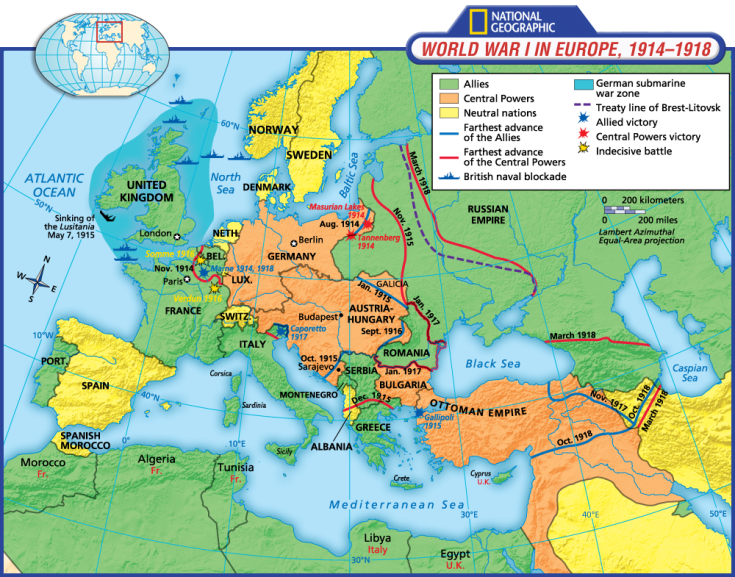 NATIONAL
GEOGRAPHIC
WORLD WAR I IN EUROPE, 1914–1918
Allies
Central Powers
Neutral nations
Farthest advance
of the Allies
Farthest advance
of the Central Powers
British naval blockade
German submarine
war zone
Treaty line of Brest-Litovsk
Allied victory
Central Powers victory
Indecisive battle
0 200 kilometers
0 200 miles
Lambert Azimuthal
Equal-Area projection
60°N
NORWAY
SWEDEN
Baltic Sea
March 1918
ATLANTIC
OCEAN
50°N
UNITED
KINGDOM
North
Sea
DENMARK
Masurian Lakes
1914
Aug. 1914
Tannenberg
1914
Nov. 1915
RUSSIAN
EMPIRE
50°E
Sinking of
the Lusitania
May 7, 1915
London
NETH.
Berlin
GERMANY
Somme 1916
BEL.
Nov. 1914
Marne 1914, 1918
Paris
LUX.
Verdun 1916
N
W
E
S
FRANCE
SWITZ.
GALICIA
Jan. 1915
AUSTRIA-
HUNGARY
Budapest
Jan. 1917
Sept. 1916
10°W
ITALY
Caporetto
1917
ROMANIA
Oct. 1915
Sarajevo
SERBIA
Jan. 1917
BULGARIA
Black Sea
March 1918
Caspian
Sea
PORT.
SPAIN
Corsica
40°N
Sardinia
MONTENEGRO
Dec. 1915
OTTOMAN EMPIRE
Nov. 1917
Oct. 1918
March 1918
Gallipoli
1915
GREECE
ALBANIA
Oct. 1918
SPANISH
MOROCCO
0°
10°E
Sicily
Morocco
Fr.
Algeria
Fr.
Tunisia
Fr.
Crete
Cyprus
U.K.
Mediterranean Sea
30°E
40°E
50°E
Libya
Italy
Egypt
U.K.
30°N